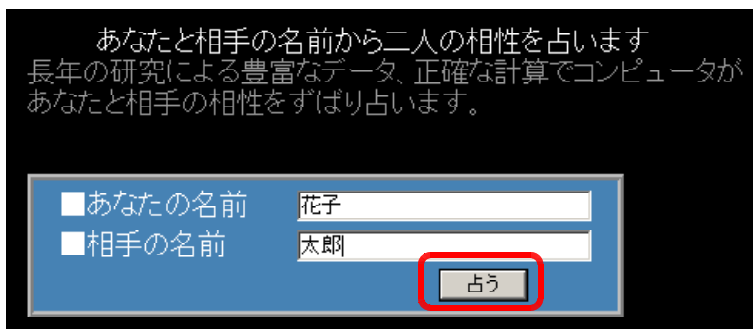 あなたと相手の名前から二人の相性を占います
長年の研究による豊富なデータ、正確な計算でコンピュータが
あなたと相手の相性をずばり占います。
■あなたの名前 花子
■相手の名前 太郎
占う